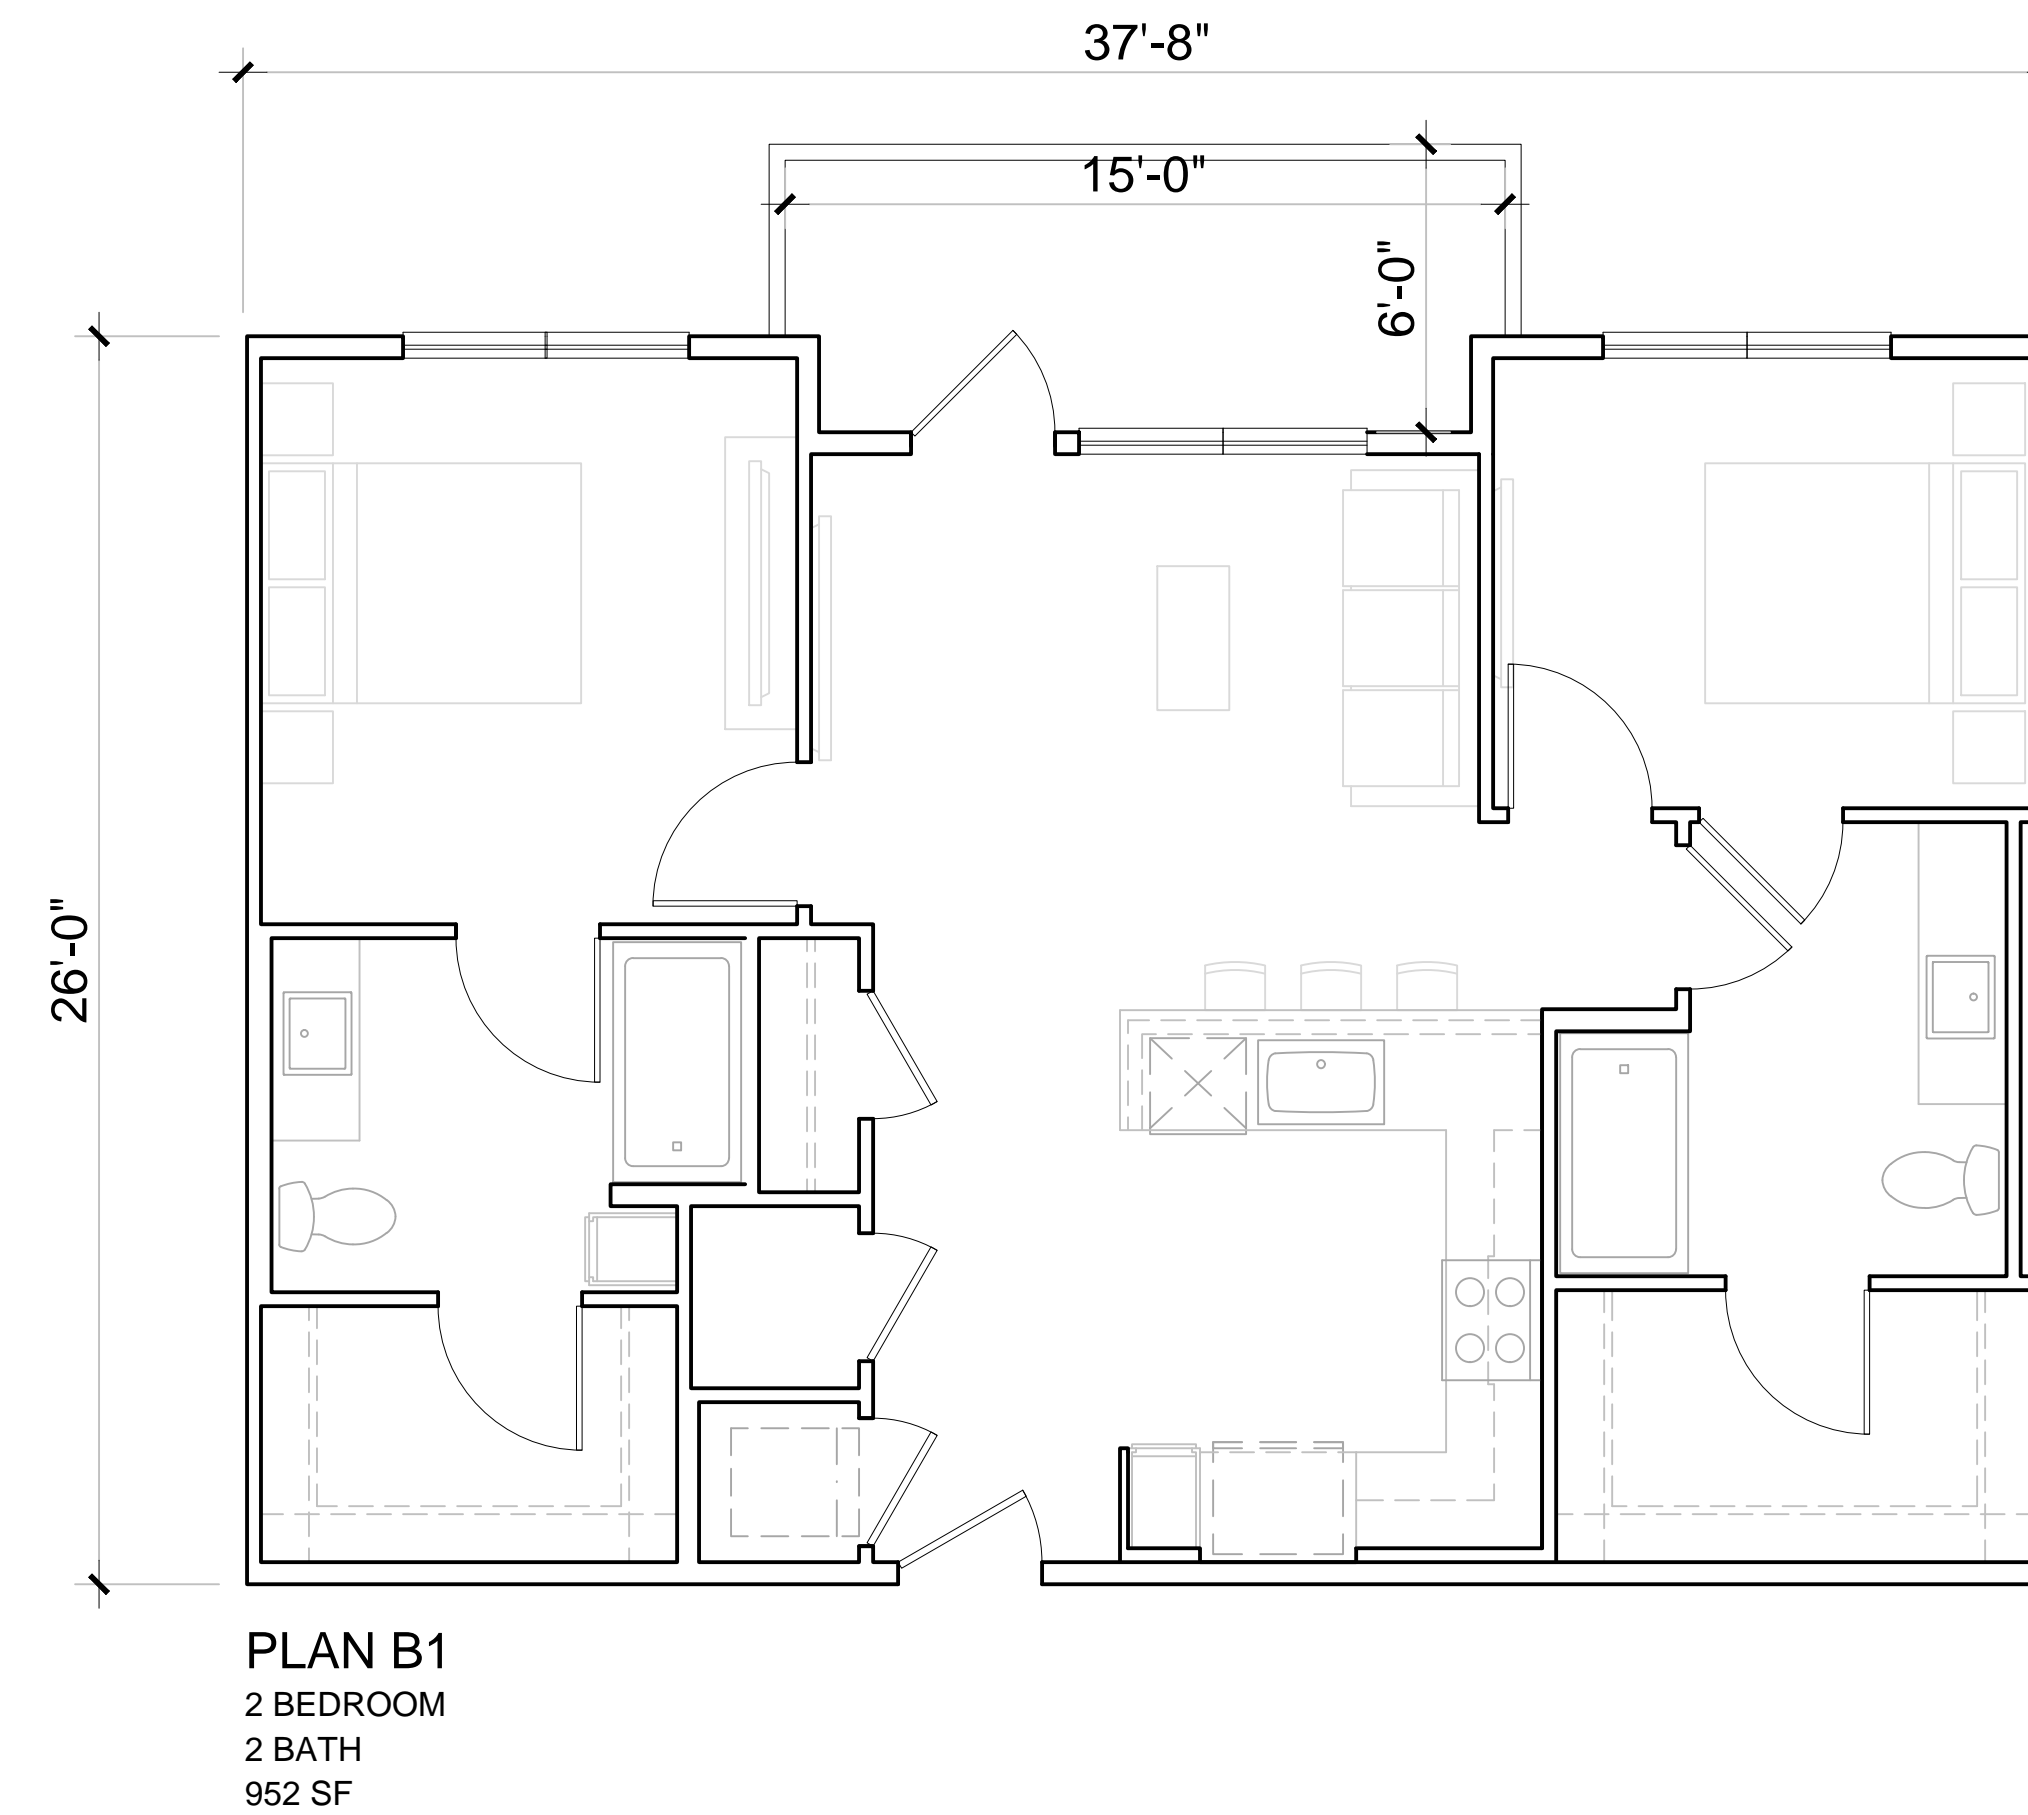 37'-8"
15'-0"
6'-0"
26'-0"
PLAN B1
2 BEDROOM
2 BATH
952 SF